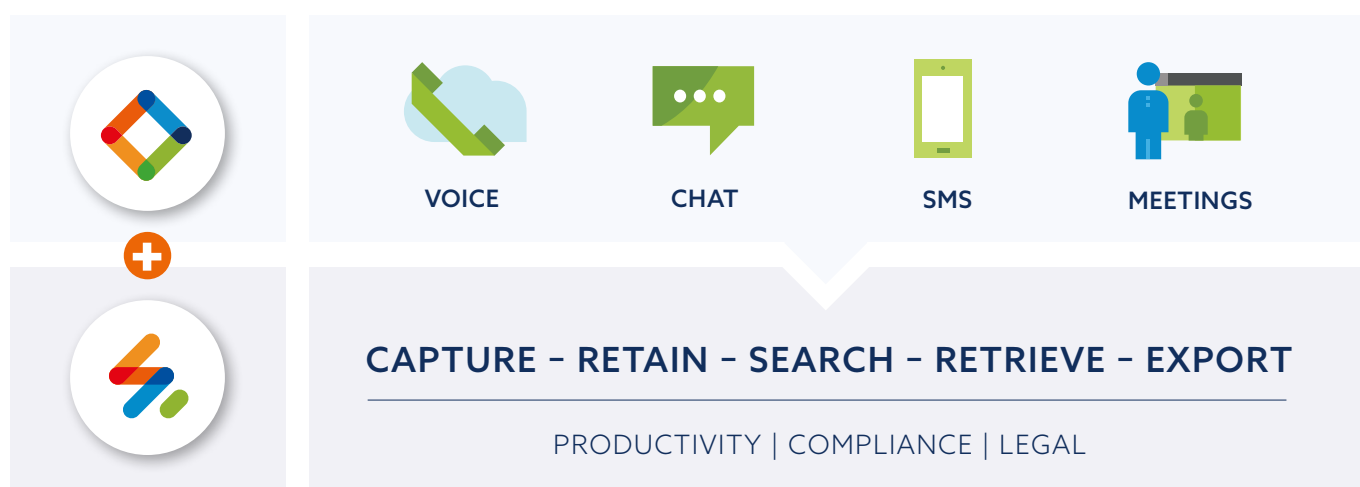 VOICE
CHAT
SMS
MEETINGS
CAPTURE – RETAIN – SEARCH – RETRIEVE – EXPORT
PRODUCTIVITY | COMPLIANCE | LEGAL